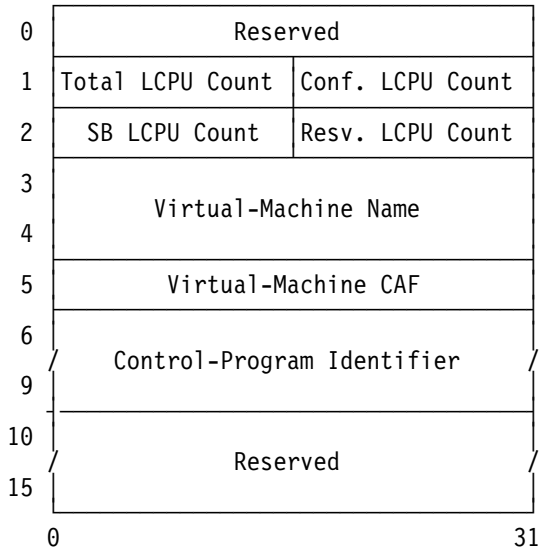 0 Reserved
1 Total LCPU Count Conf. LCPU Count
2 SB LCPU Count Resv. LCPU Count
3
Virtual-Machine Name
4
5 Virtual-Machine CAF
6
/ Control-Program Identifier /
9
10
/ Reserved /
15
0 31